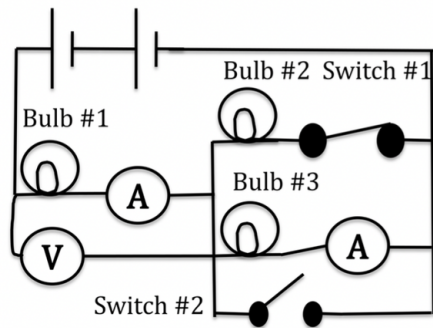 Bulb #2 Switch #1
Bulb #1
A
Bulb #3
V
A
Switch #2